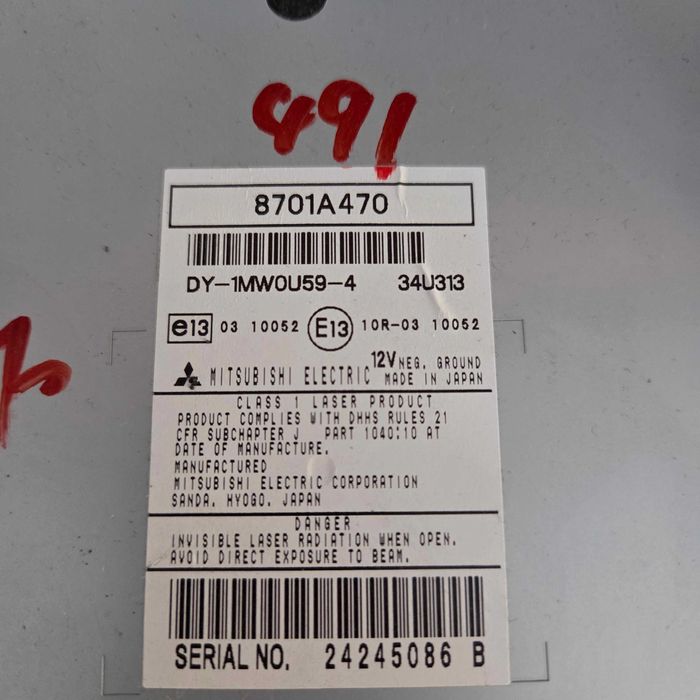 891
8701A470
DY-1MW0U59-4 34U313
e13 03 10052 E13 10R-03 10052
MITSUBISHI ELECTRIC 12V NEG. GROUND
MADE IN JAPAN
CLASS 1 LASER PRODUCT
PRODUCT COMPLIES WITH DHHS RULES 21
CFR SUBCHAPTER J PART 1040:10 AT
DATE OF MANUFACTURE.
MANUFACTURED
MITSUBISHI ELECTRIC CORPORATION
SANDA. HYOGO. JAPAN
DANGER
INVISIBLE LASER RADIATION WHEN OPEN.
AVOID DIRECT EXPOSURE TO BEAM.
SERIAL NO. 24245086 B